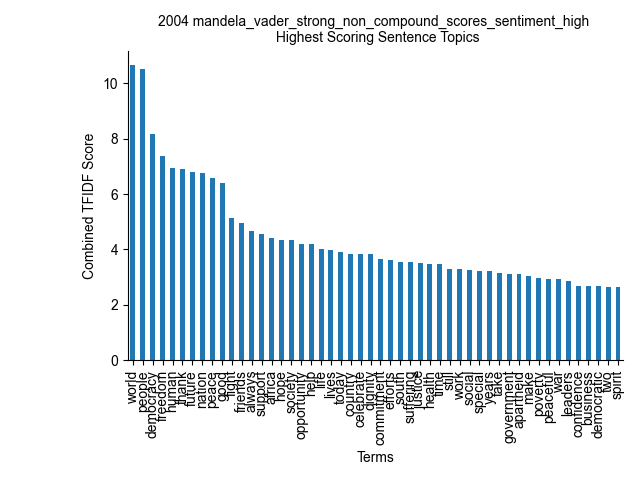 2004 mandela_vader_strong_non_compound_scores_sentiment_high
Highest Scoring Sentence Topics
Combined TFIDF Score
10
8
6
4
2
0
world
people
democracy
freedom
human
thank
future
nation
peace
good
fight
friends
always
support
africa
hope
society
opportunity
help
life
lives
today
country
celebrate
dignity
commitment
efforts
south
suffering
justice
health
time
still
work
social
special
years
take
government
apartheid
make
poverty
peaceful
war
leaders
confidence
business
democratic
two
spirit
Terms